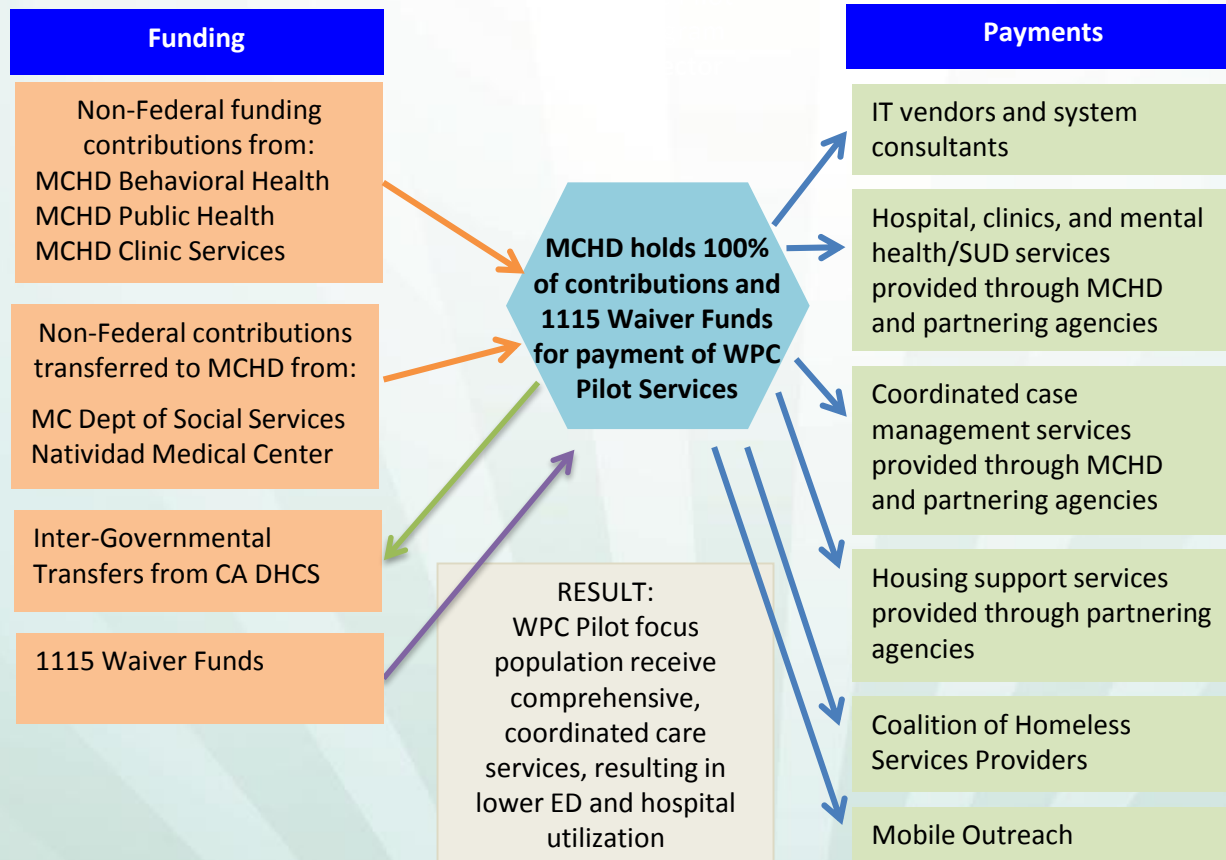 Funding
Non-Federal funding
contributions from:
MCHD Behavioral Health
MCHD Public Health
MCHD Clinic Services
Non-Federal contributions
transferred to MCHD from:
MC Dept of Social Services
Natividad Medical Center
Inter-Governmental
Transfers from CA DHCS
1115 Waiver Funds
MCHD holds 100%
of contributions and
1115 Waiver Funds
for payment of WPC
Pilot Services
RESULT:
WPC Pilot focus
population receive
comprehensive,
coordinated care
services, resulting in
lower ED and hospital
utilization
Payments
IT vendors and system
consultants
Hospital, clinics, and mental
health/SUD services
provided through MCHD
and partnering agencies
Coordinated case
management services
provided through MCHD
and partnering agencies
Housing support services
provided through partnering
agencies
Coalition of Homeless
Services Providers
Mobile Outreach